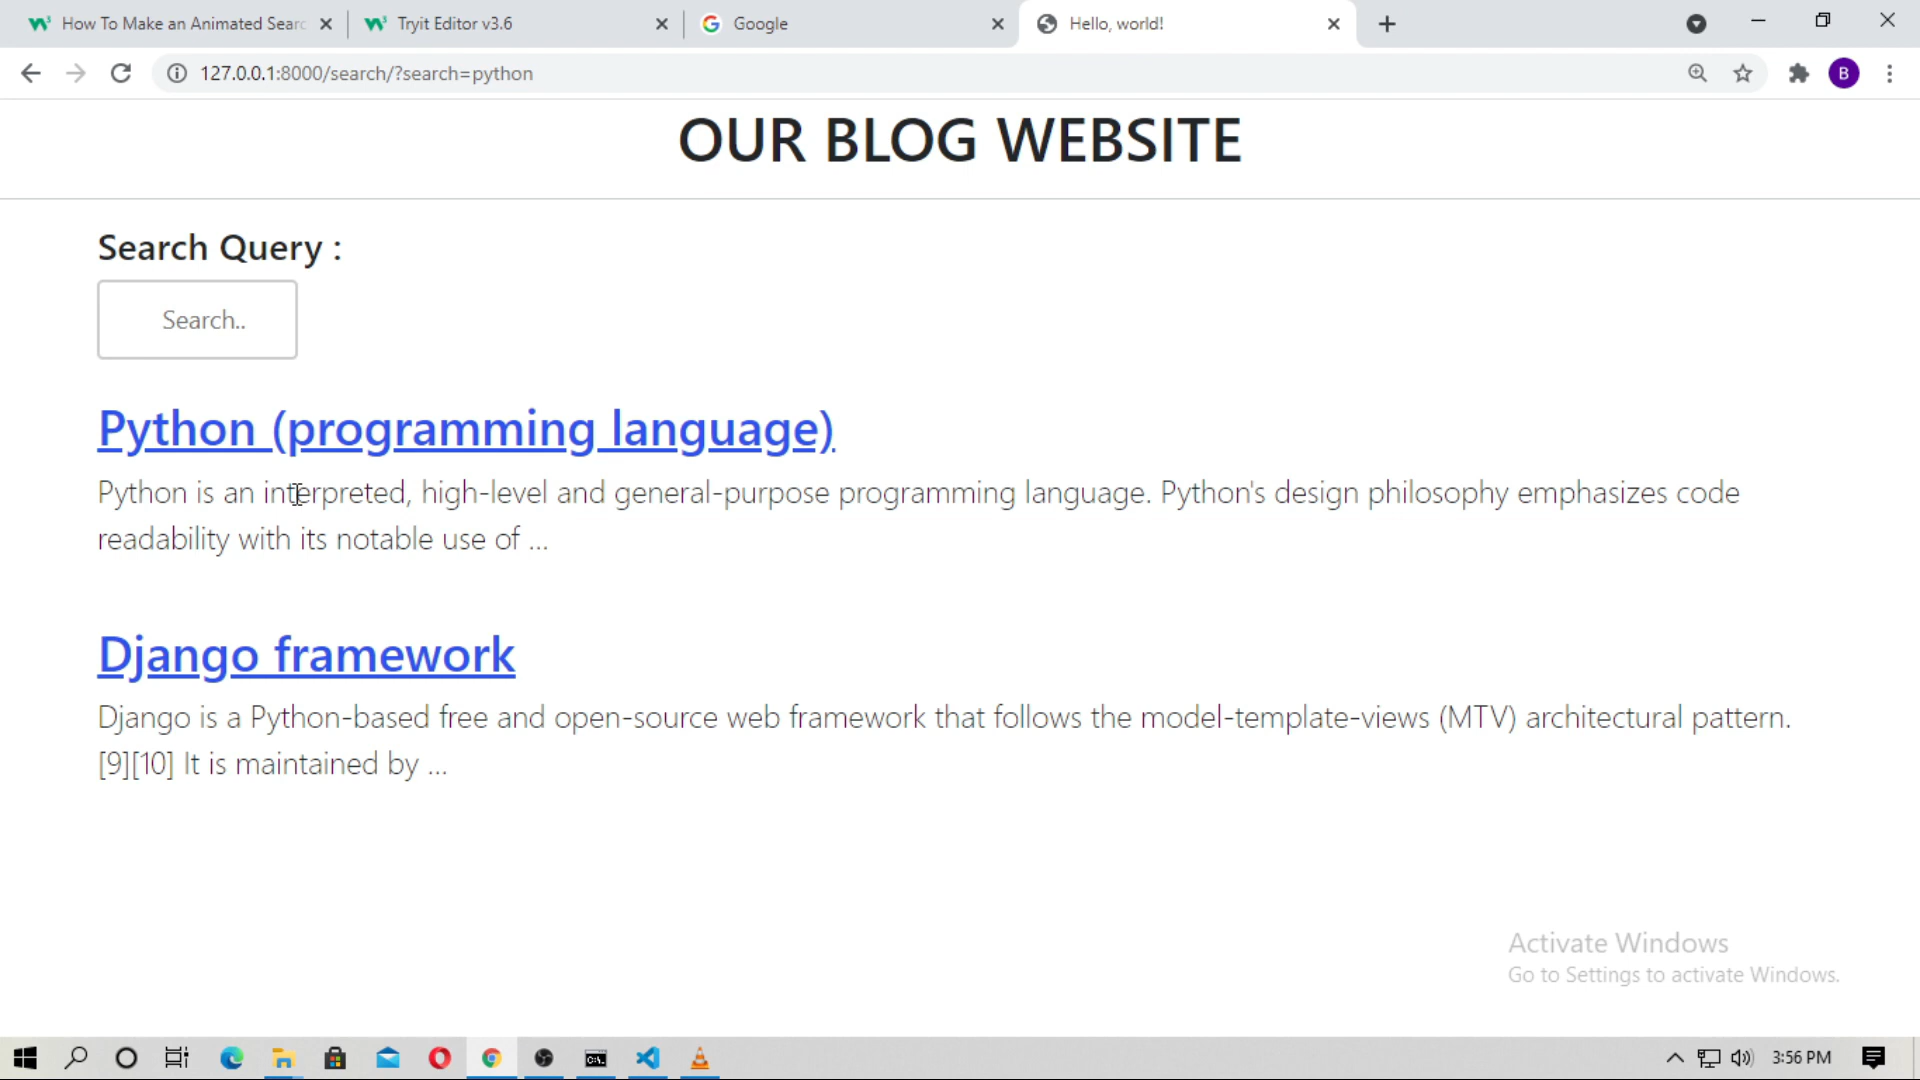 How To Make an Animated Searc
Tryit Editor v3.6
Google
Hello, world!
127.0.0.1:8000/search/?search=python
B
OUR BLOG WEBSITE
Search Query :
Search..
Python (programming language)
Python is an interpreted, high-level and general-purpose programming language. Python's design philosophy emphasizes code
readability with its notable use of ...
Django framework
Django is a Python-based free and open-source web framework that follows the model-template-views (MTV) architectural pattern.
[9][10] It is maintained by ...
Activate Windows
Go to Settings to activate Windows.
3:56 PM